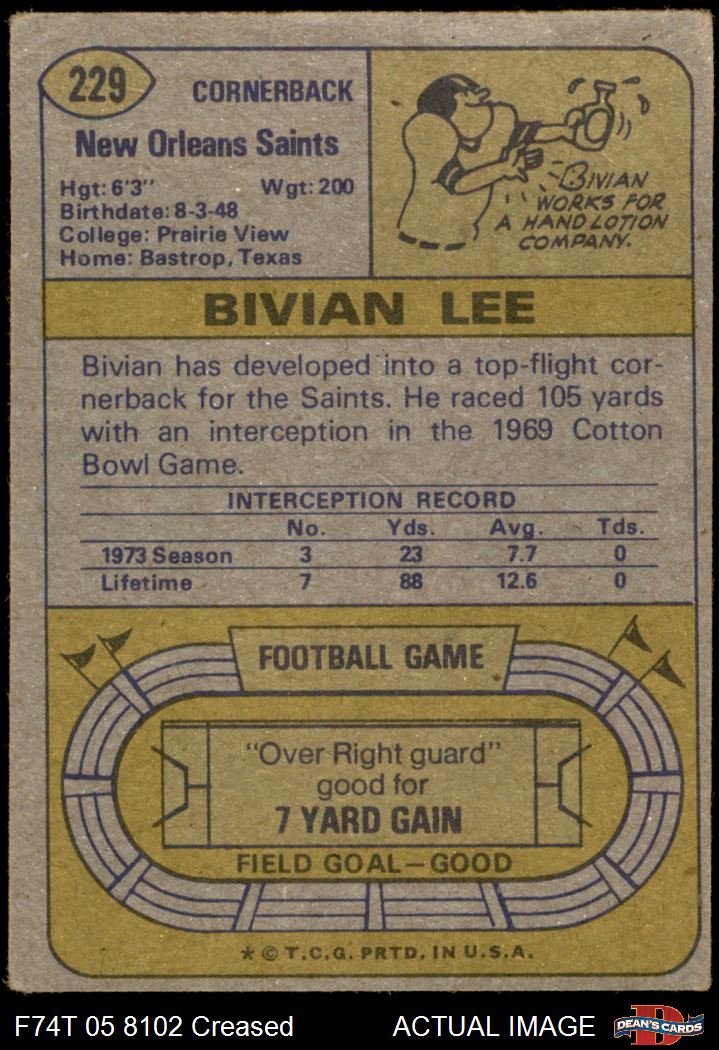 229
CORNERBACK
New Orleans Saints
Hgt: 6'3" Wgt: 200
Birthdate: 8-3-48
College: Prairie View
Home: Bastrop, Texas
BIVIAN
WORKS FOR
A HAND LOTION
COMPANY.
BIVIAN LEE
Bivian has developed into a top-flight cor-
nerback for the Saints. He raced 105 yards
with an interception in the 1969 Cotton
Bowl Game.
INTERCEPTION RECORD
No. Yds. Avg. Tds.
1973 Season 3 23 7.7 0
Lifetime 7 88 12.6 0
FOOTBALL GAME
"Over Right guard"
good for
7 YARD GAIN
FIELD GOAL—GOOD
* © T.C.G. PRTD. IN U.S.A.
F74T 05 8102 Creased ACTUAL IMAGE DEAN'S CARDS